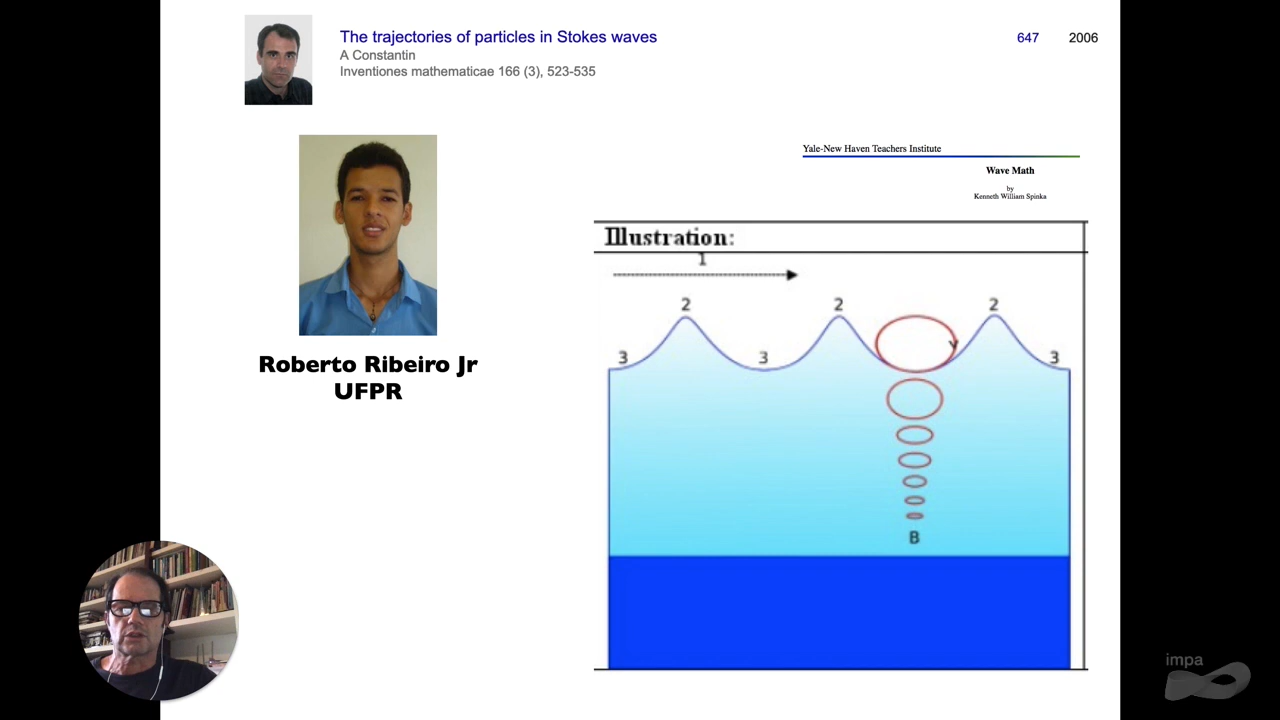 The trajectories of particles in Stokes waves 647 2006
A Constantin
Inventiones mathematicae 166 (3), 523-535
Yale-New Haven Teachers Institute
Wave Math
by
Kenneth William Spinka
Illustration:
1
2 2 2
3 3 3
B
Roberto Ribeiro Jr
UFPR
impa